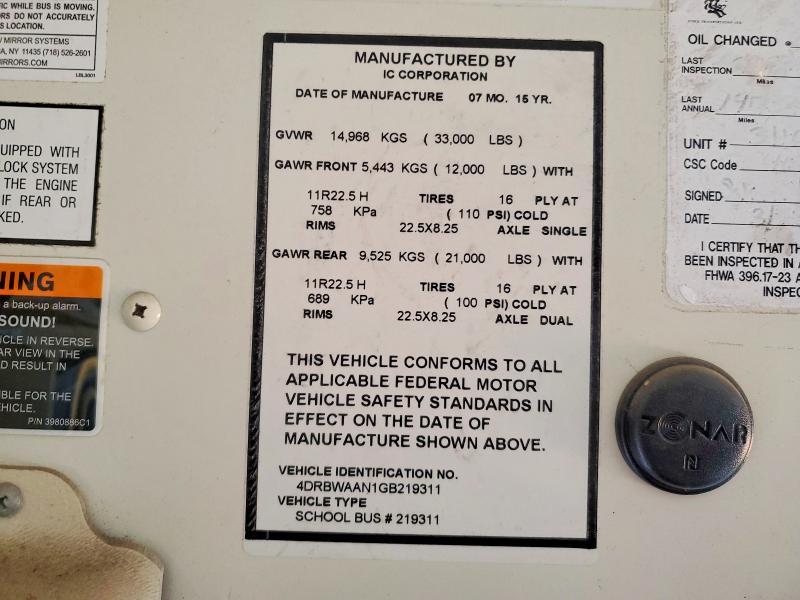 IC WHILE BUS IS MOVING.
RS DO NOT ACCURATELY
S LOCATION.
/ MIRROR SYSTEMS
A, NY 11435 (718) 526-2601
MIRRORS.COM
LBL3001
ON
UIPPED WITH
LOCK SYSTEM
THE ENGINE
IF REAR OR
KED.
NING
a back-up alarm.
SOUND!
ICLE IN REVERSE.
AR VIEW IN THE
D RESULT IN
IBLE FOR THE
EHICLE.
P/N 3980886C1
MANUFACTURED BY
IC CORPORATION
DATE OF MANUFACTURE 07 MO. 15 YR.
GVWR 14,968 KGS ( 33,000 LBS )
GAWR FRONT 5,443 KGS ( 12,000 LBS ) WITH
11R22.5 H TIRES 16 PLY AT
758 KPa ( 110 PSI) COLD
RIMS 22.5X8.25 AXLE SINGLE
GAWR REAR 9,525 KGS ( 21,000 LBS ) WITH
11R22.5 H TIRES 16 PLY AT
689 KPa ( 100 PSI) COLD
RIMS 22.5X8.25 AXLE DUAL
THIS VEHICLE CONFORMS TO ALL
APPLICABLE FEDERAL MOTOR
VEHICLE SAFETY STANDARDS IN
EFFECT ON THE DATE OF
MANUFACTURE SHOWN ABOVE.
VEHICLE IDENTIFICATION NO.
4DRBWAAN1GB219311
VEHICLE TYPE
SCHOOL BUS # 219311
OIL CHANGED
LAST
INSPECTION
Miles
LAST
ANNUAL
Miles
UNIT #
CSC Code
SIGNED
DATE
I CERTIFY THAT TH
BEEN INSPECTED IN A
FHWA 396.17-23 A
INSPEC
ZONAR